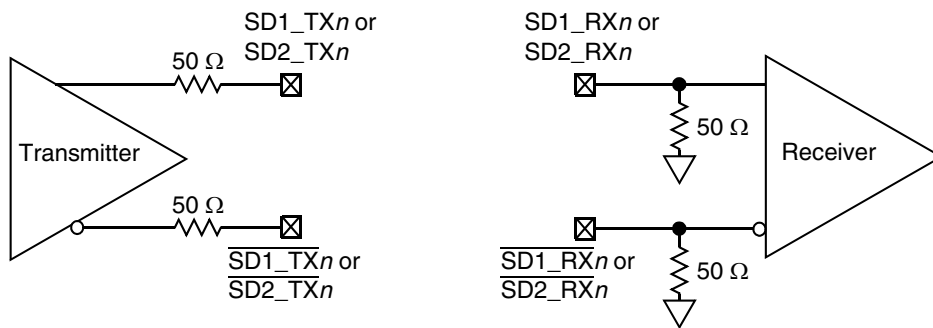 SD1_TXn or
SD2_TXn
50 Ω
Transmitter
50 Ω
SD1_TXn or
SD2_TXn
SD1_RXn or
SD2_RXn
50 Ω
Receiver
SD1_RXn or
SD2_RXn
50 Ω